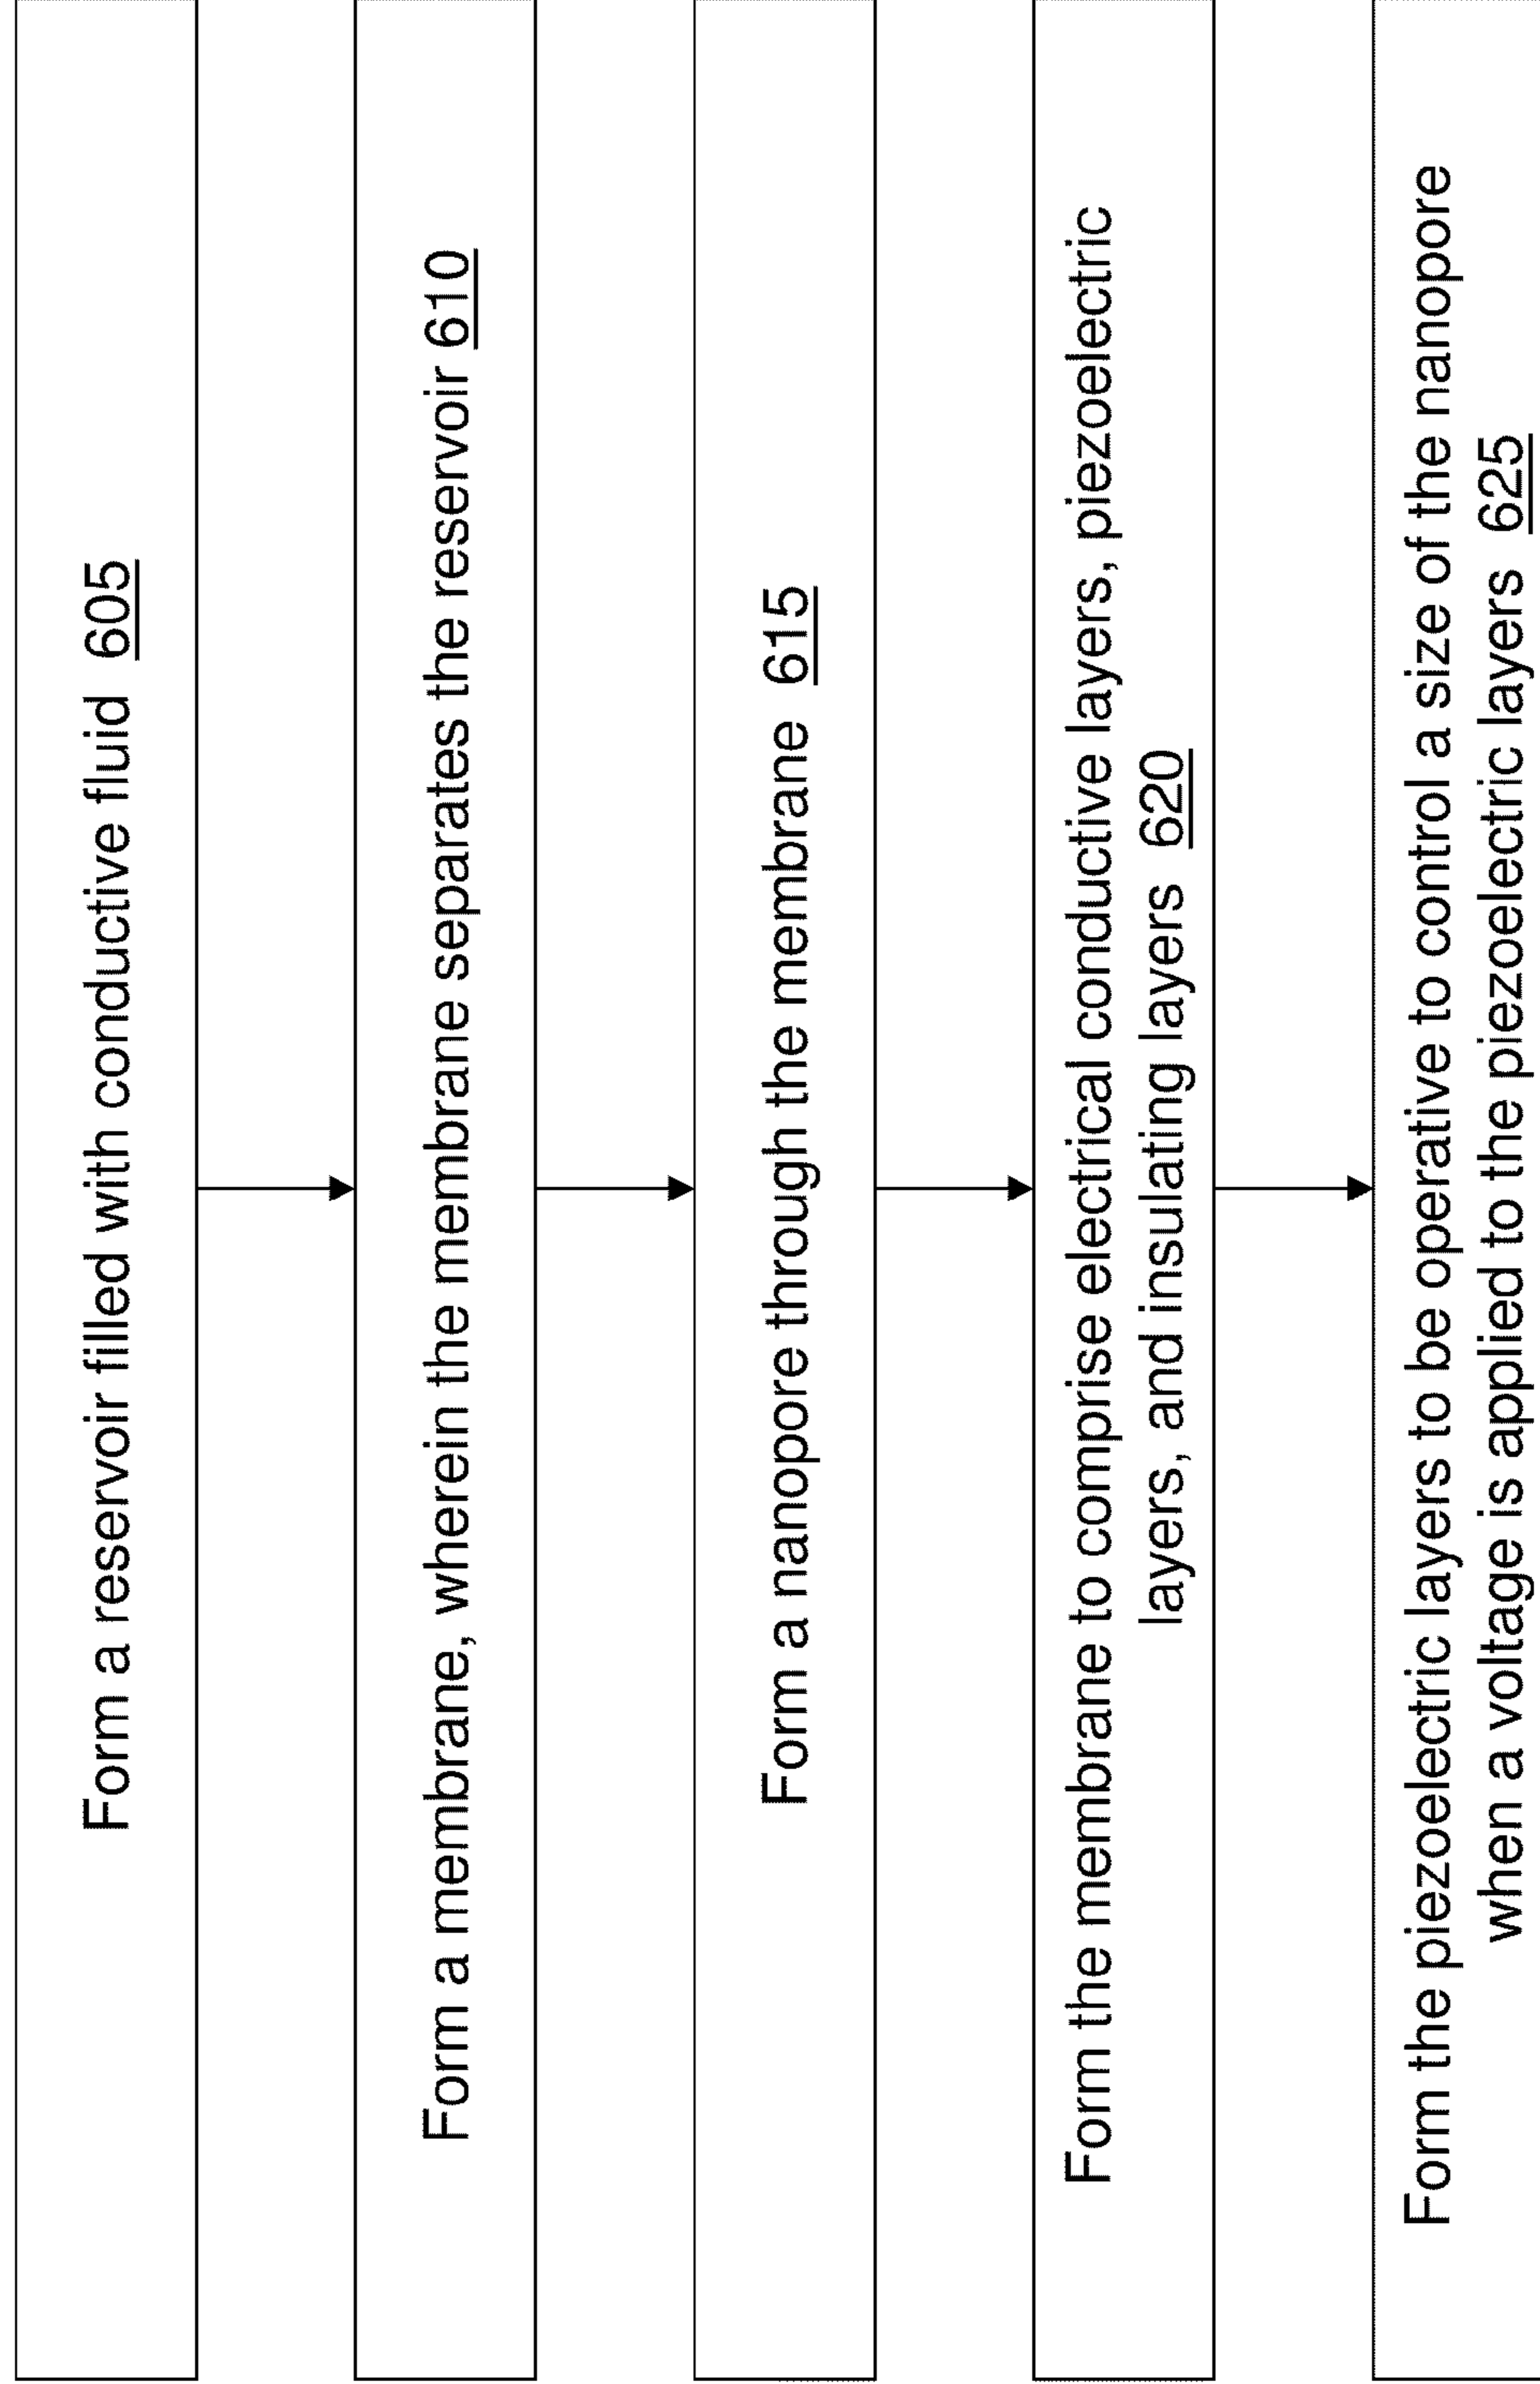 Form a reservoir filled with conductive fluid 605
Form a membrane, wherein the membrane separates the reservoir 610
Form a nanopore through the membrane 615
Form the membrane to comprise electrical conductive layers, piezoelectric
layers, and insulating layers 620
Form the piezoelectric layers to be operative to control a size of the nanopore
when a voltage is applied to the piezoelectric layers 625